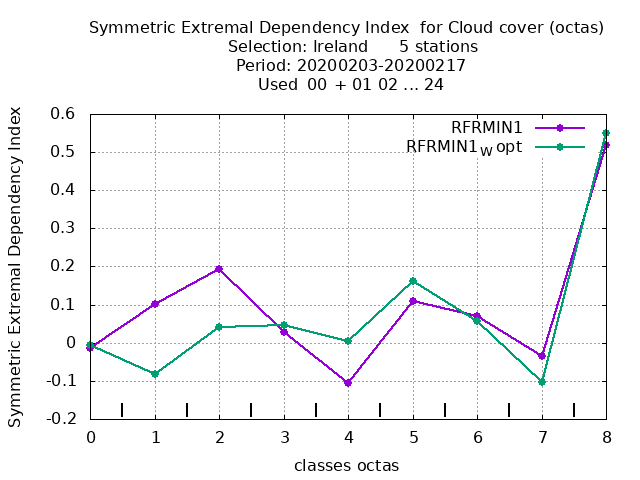 Symmetric Extremal Dependency Index  for Cloud cover (octas)
Selection: Ireland      5 stations
Period: 20200203-20200217
Used  00  + 01 02 ... 24
Symmetric Extremal Dependency Index
0.6
0.5
0.4
0.3
0.2
0.1
0
-0.1
-0.2
RFRMIN1
RFRMIN1W opt
0 1 2 3 4 5 6 7 8
classes octas